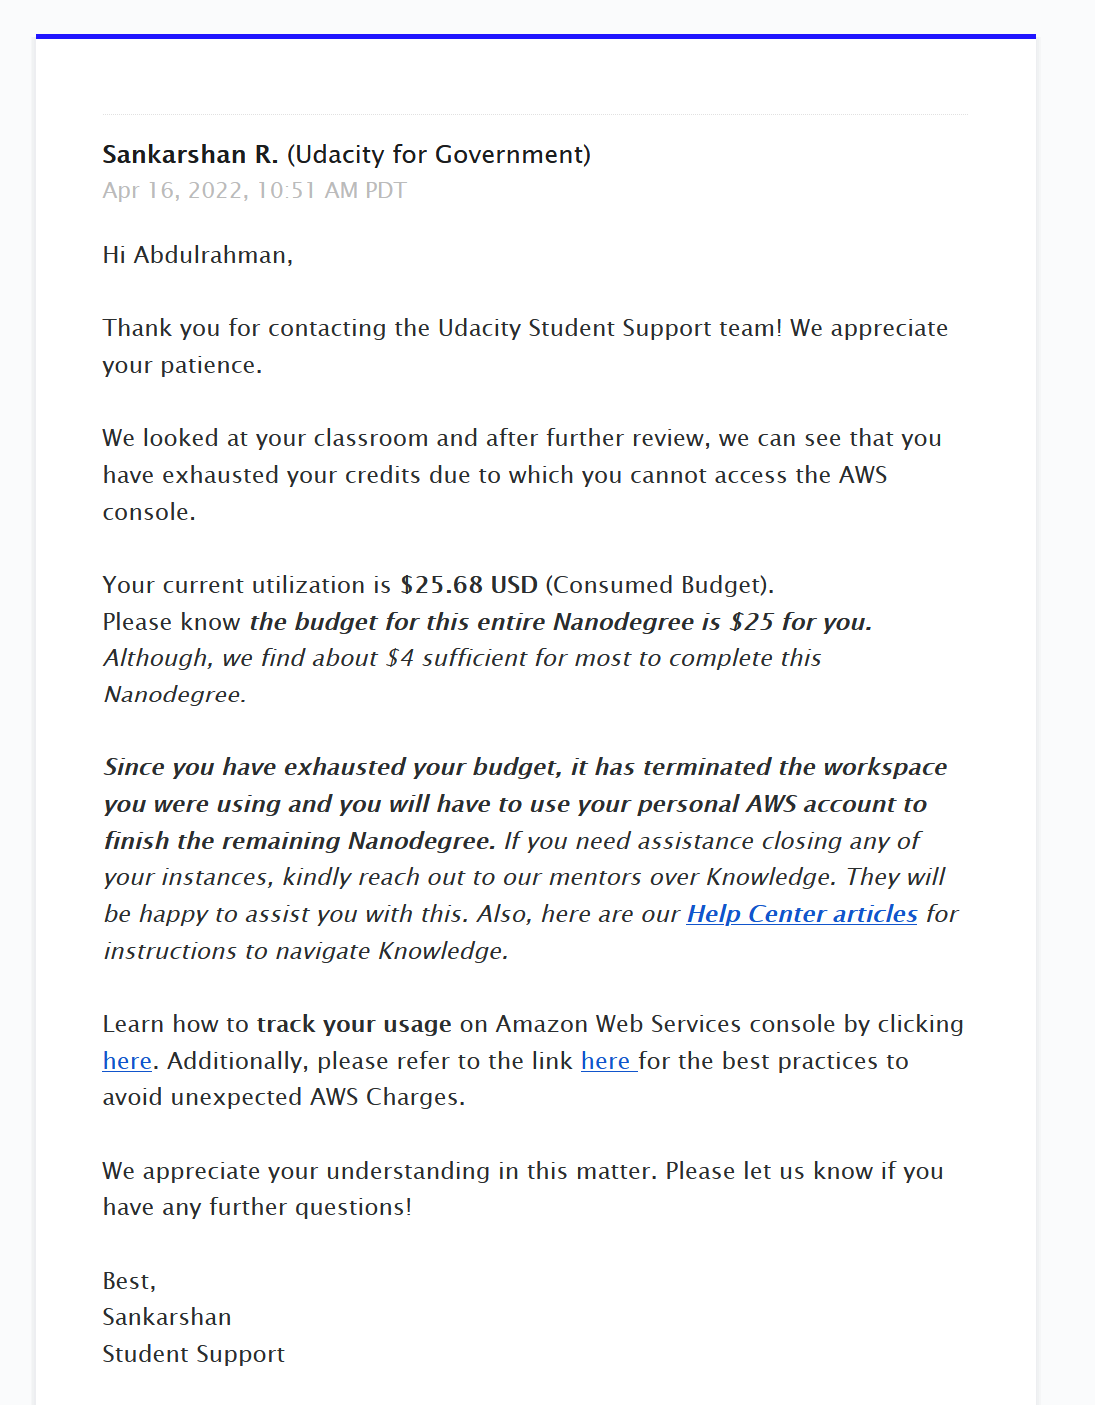 Sankarshan R. (Udacity for Government)
Apr 16, 2022, 10:51 AM PDT
Hi Abdulrahman,
Thank you for contacting the Udacity Student Support team! We appreciate
your patience.
We looked at your classroom and after further review, we can see that you
have exhausted your credits due to which you cannot access the AWS
console.
Your current utilization is $25.68 USD (Consumed Budget).
Please know the budget for this entire Nanodegree is $25 for you.
Although, we find about $4 sufficient for most to complete this
Nanodegree.
Since you have exhausted your budget, it has terminated the workspace
you were using and you will have to use your personal AWS account to
finish the remaining Nanodegree. If you need assistance closing any of
your instances, kindly reach out to our mentors over Knowledge. They will
be happy to assist you with this. Also, here are our Help Center articles for
instructions to navigate Knowledge.
Learn how to track your usage on Amazon Web Services console by clicking
here. Additionally, please refer to the link here for the best practices to
avoid unexpected AWS Charges.
We appreciate your understanding in this matter. Please let us know if you
have any further questions!
Best,
Sankarshan
Student Support